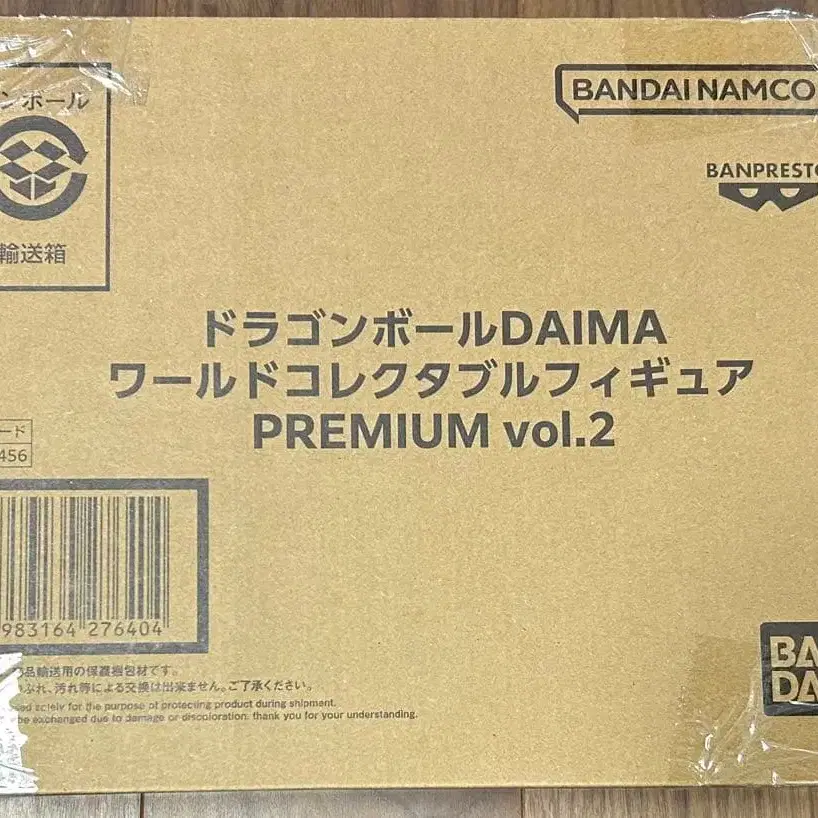 ンボール
輸送箱
BANDAI NAMCO
BANPRESTO
ドラゴンボールDAIMA
ワールドコレクタブルフィギュア
PREMIUM vol.2
ード
456
983164 276404
品輸送用の保護梱包材です。
ぶれ、汚れ等による交換は出来ません。ご了承ください。
solely for the purpose of protecting product during shipment.
be exchanged due to damage or discoloration. thank you for your understanding.
BAN
DAI